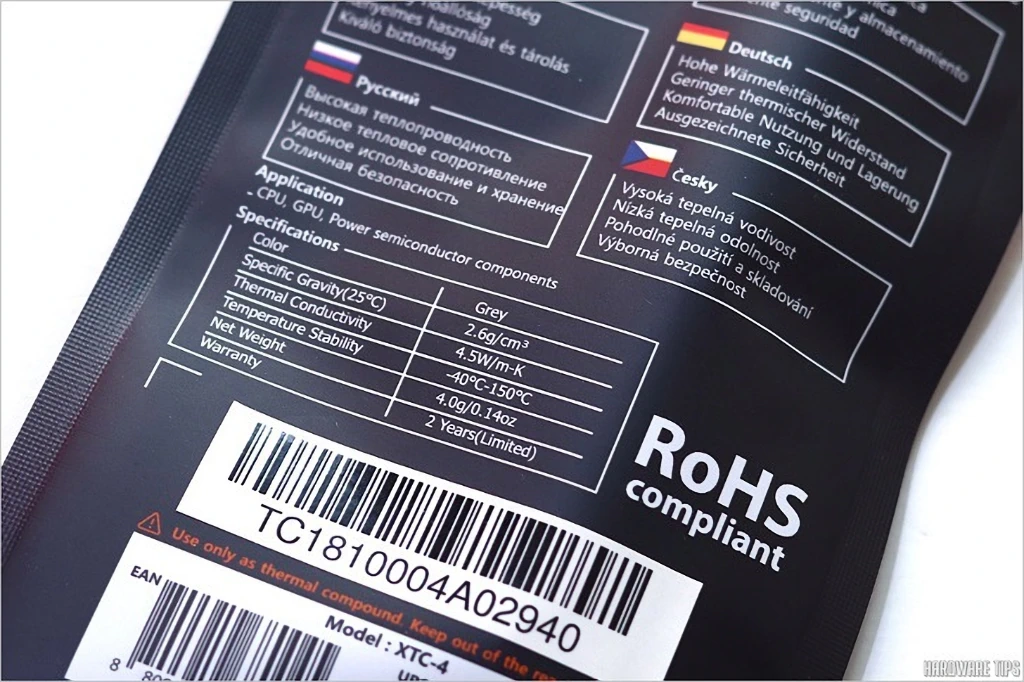 használat és tárolás
Kiváló biztonság
Русский
Высокая теплопроводность
Низкое тепловое сопротивление
Удобное использование и хранение
Отличная безопасность
y almacenamiento
seguridad
Deutsch
Hohe Wärmeleitfähigkeit
Geringer thermischer Widerstand
Komfortable Nutzung und Lagerung
Ausgezeichnete Sicherheit
Česky
Vysoká tepelná vodivost
Nízká tepelná odolnost
Pohodlné použití a skladování
Výborná bezpečnost
Application
- CPU, GPU, Power semiconductor components
Specifications
Color Grey
Specific Gravity(25℃) 2.6g/cm³
Thermal Conductivity 4.5W/m-K
Temperature Stability -40℃-150℃
Net Weight 4.0g/0.14oz
Warranty 2 Years(Limited)
RoHS
compliant
TC1810004A02940
Use only as thermal compound. Keep out of the
EAN
Model : XTC-4
8
HARDWARE TIPS